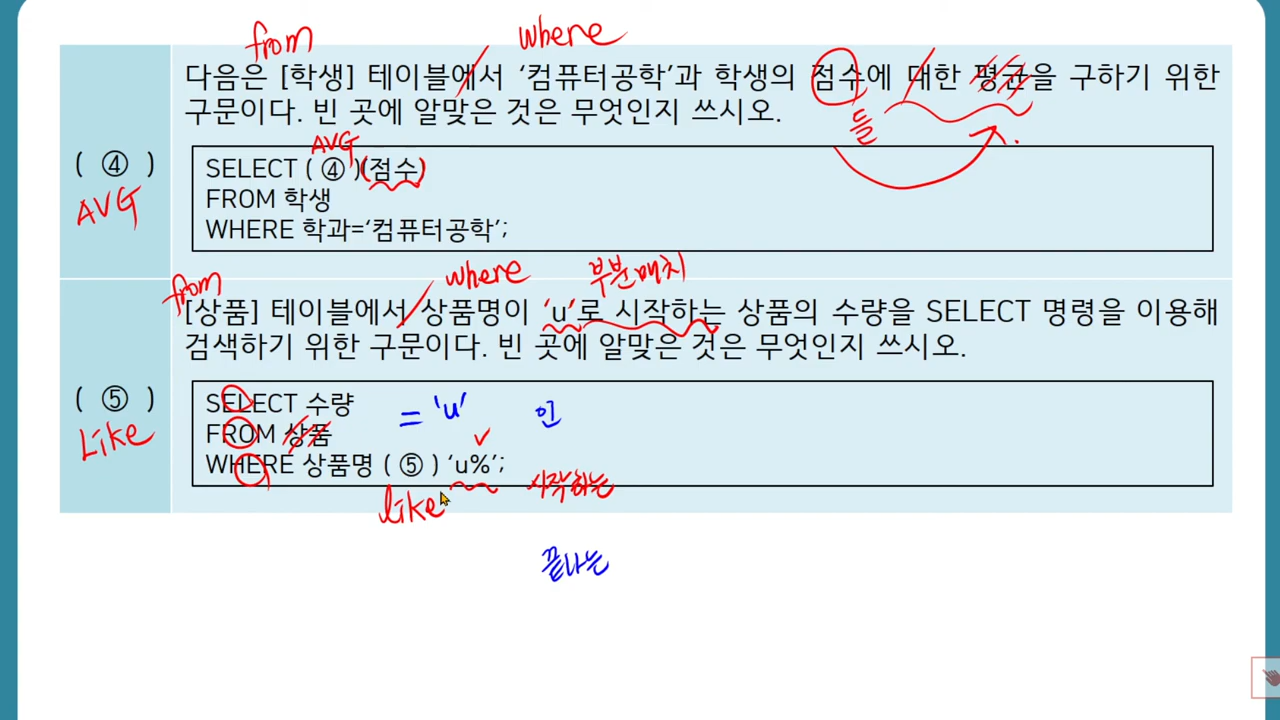 from
where
다음은 [학생] 테이블에서 ‘컴퓨터공학’과 학생의 점수에 대한 평균을 구하기 위한
구문이다. 빈 곳에 알맞은 것은 무엇인지 쓰시오.
들
( ④ )
AVG
AVG
SELECT ( ④ )(점수)
FROM 학생
WHERE 학과=‘컴퓨터공학’;
from
where
부분매치
[상품] 테이블에서 상품명이 ‘u’로 시작하는 상품의 수량을 SELECT 명령을 이용해
검색하기 위한 구문이다. 빈 곳에 알맞은 것은 무엇인지 쓰시오.
( ⑤ )
Like
SELECT 수량
= 'u' 인
FROM 상품
WHERE 상품명 ( ⑤ ) ‘u%’;
like
시작하는
끝나는